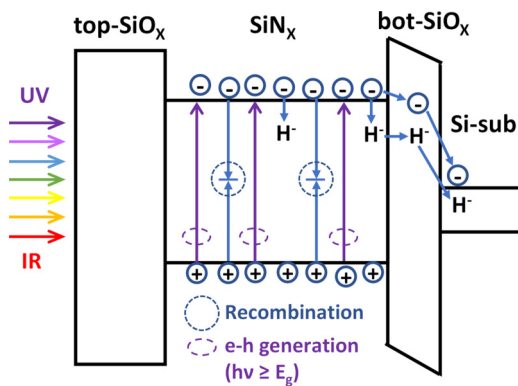 top-SiOX
SiNX
bot-SiOX
UV
IR
- - - - - - -
-
H-
H- H-
Si-sub
-
H-
+ + + + + + +
Recombination
e-h generation
(hν ≥ Eg)